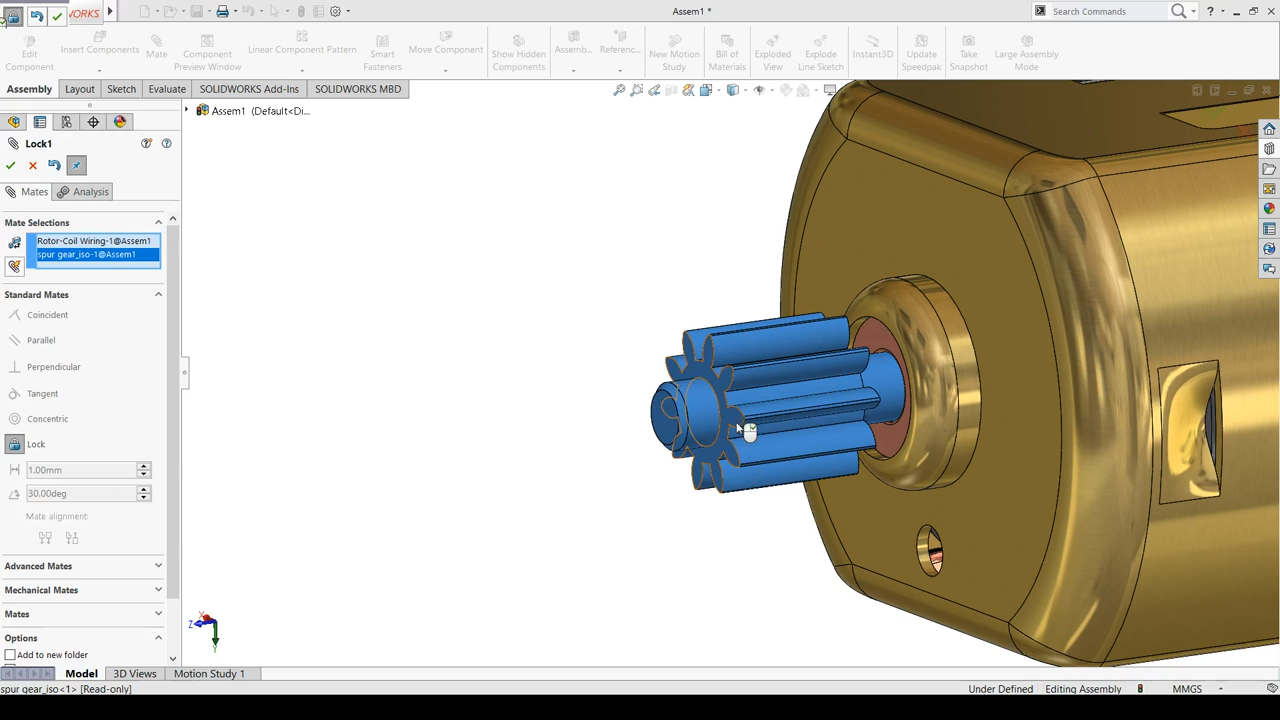 ORKS
Assem1 *
Search Commands
Edit Component
Insert Components
Mate
Component Preview Window
Linear Component Pattern
Smart Fasteners
Move Component
Show Hidden Components
Assemb...
Referenc...
New Motion Study
Bill of Materials
Exploded View
Explode Line Sketch
Instant3D
Update Speedpak
Take Snapshot
Large Assembly Mode
Assembly
Layout
Sketch
Evaluate
SOLIDWORKS Add-Ins
SOLIDWORKS MBD
Assem1 (Default<Di...
Lock1
Mates
Analysis
Mate Selections
Rotor-Coil Wiring-1@Assem1
spur gear_iso-1@Assem1
Standard Mates
Coincident
Parallel
Perpendicular
Tangent
Concentric
Lock
1.00mm
30.00deg
Mate alignment:
Advanced Mates
Mechanical Mates
Mates
Options
Add to new folder
X
Z
Y
Model
3D Views
Motion Study 1
spur gear_iso<1> [Read-only]
Under Defined
Editing Assembly
MMGS